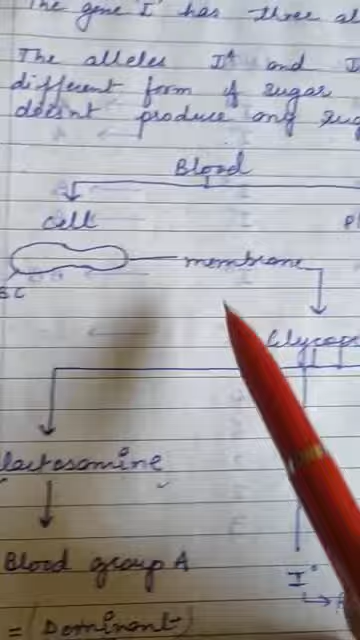 The gene I has three
The alleles Iᴬ and I
different form of sugar
doesnt produce any
Blood
Cell
membrane
Blood group A
I°
= (Dominant)